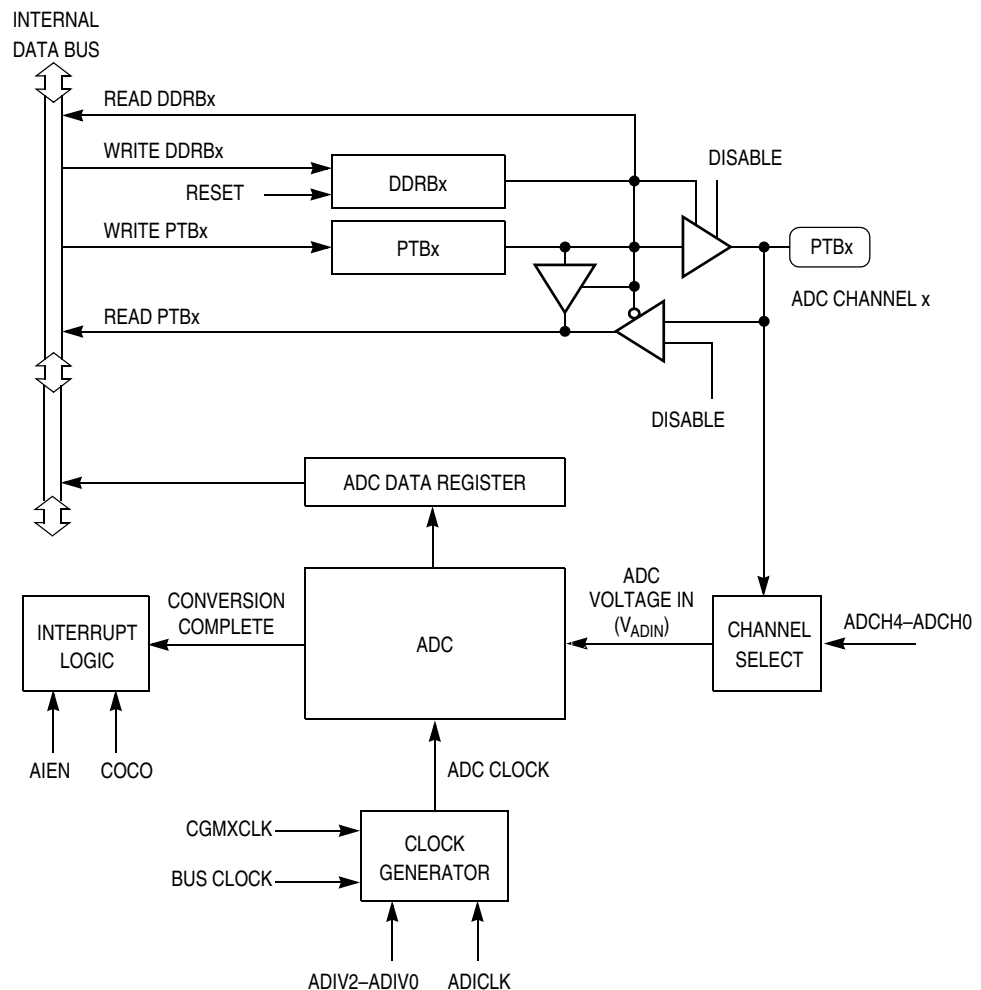 INTERNAL
DATA BUS
READ DDRBx
WRITE DDRBx
DISABLE
DDRBx
RESET
WRITE PTBx
PTBx
PTBx
ADC CHANNEL x
READ PTBx
DISABLE
ADC DATA REGISTER
ADC
VOLTAGE IN
(VADIN)
CONVERSION
COMPLETE
INTERRUPT
LOGIC
ADC
CHANNEL
SELECT
ADCH4–ADCH0
AIEN
COCO
ADC CLOCK
CGMXCLK
CLOCK
GENERATOR
BUS CLOCK
ADIV2–ADIV0
ADICLK